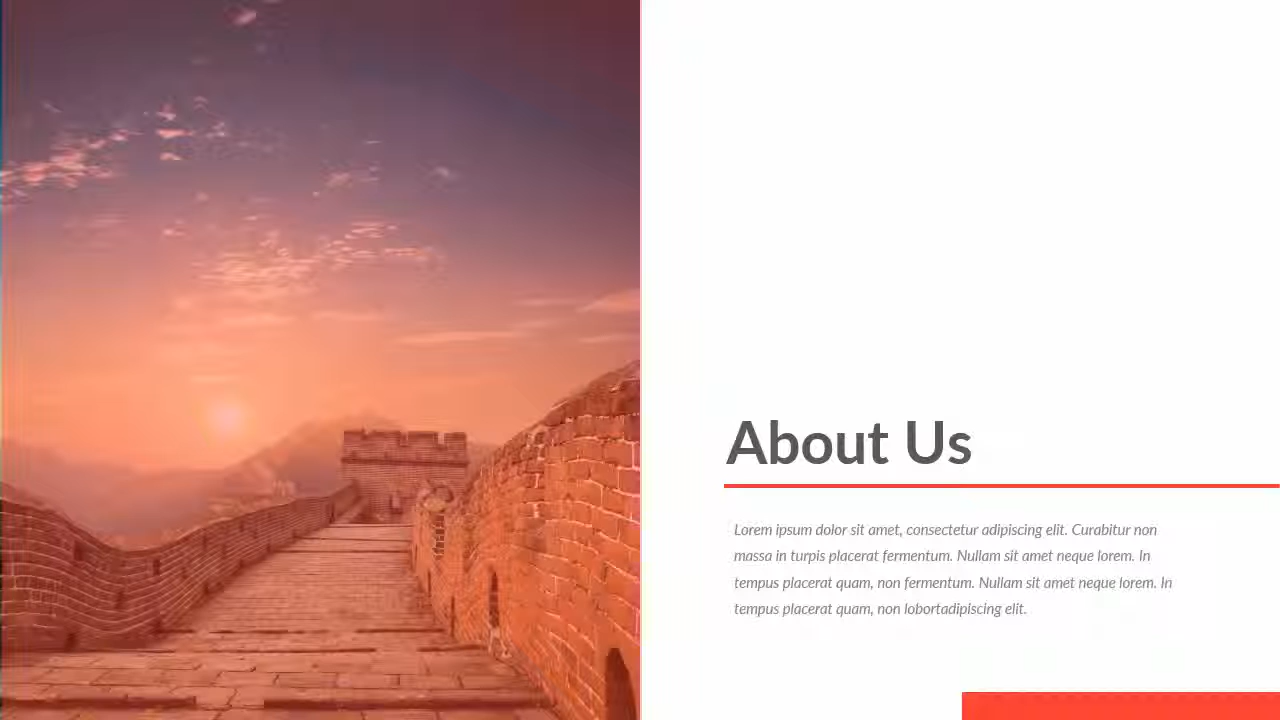 About Us
Lorem ipsum dolor sit amet, consectetur adipiscing elit. Curabitur non
massa in turpis placerat fermentum. Nullam sit amet neque lorem. In
tempus placerat quam, non fermentum. Nullam sit amet neque lorem. In
tempus placerat quam, non lobortadipiscing elit.